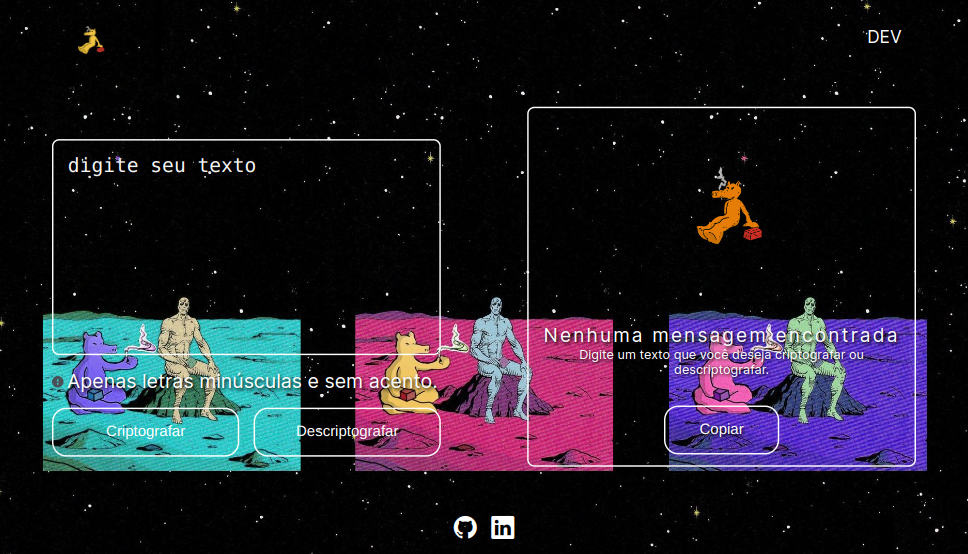 DEV
digite seu texto
Apenas letras minúsculas e sem acento.
Criptografar
Descriptografar
Nenhuma mensagem encontrada
Digite um texto que você deseja criptografar ou
descriptografar.
Copiar
in